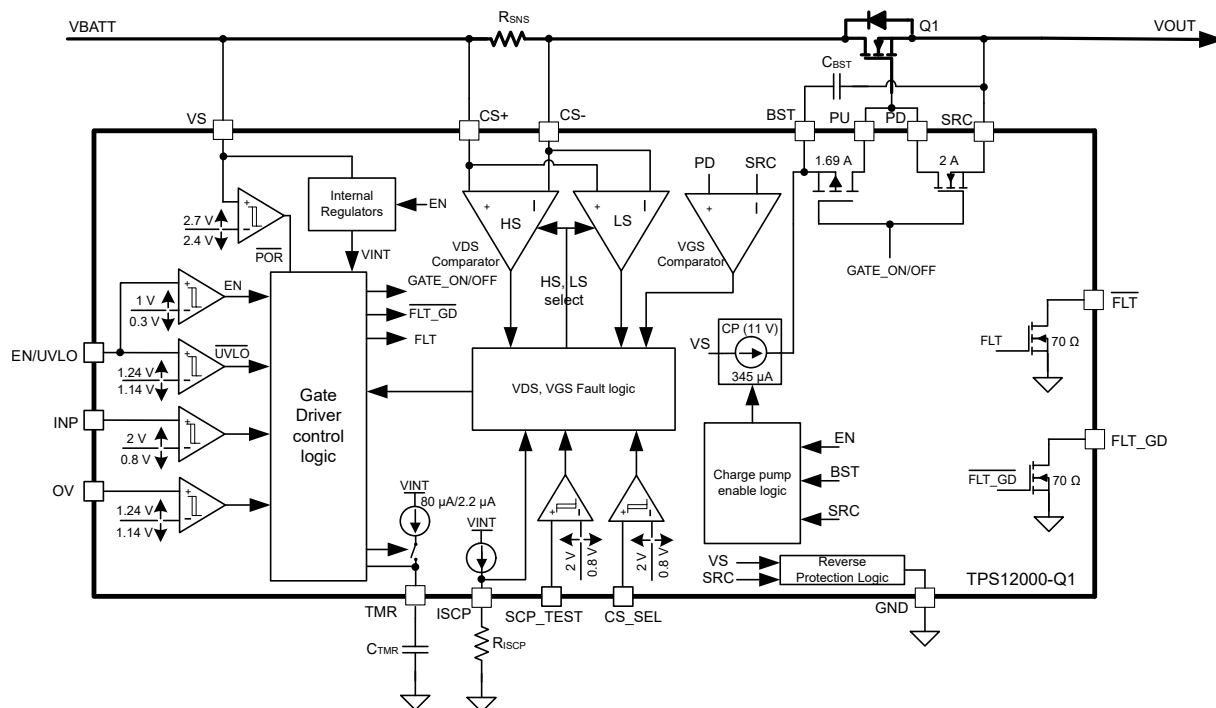 VBATT
RSNS
Q1
VOUT
CBST
VS
CS+
CS-
BST
PU
PD
SRC
1.69 A
2 A
PD
SRC
Internal
Regulators
EN
+
HS
VDS
Comparator
+
LS
VGS
Comparator
2.7 V
2.4 V
POR
VINT
GATE_ON/OFF
FLT_GD
FLT
HS, LS
select
GATE_ON/OFF
EN
1 V
0.3 V
EN/UVLO
UVLO
1.24 V
1.14 V
INP
2 V
0.8 V
OV
1.24 V
1.14 V
Gate
Driver
control
logic
VDS, VGS Fault logic
VS
CP (11 V)
345 µA
Charge pump
enable logic
EN
BST
SRC
FLT
FLT
70 Ω
FLT_GD
FLT_GD
70 Ω
VINT
80 µA/2.2 µA
VINT
2 V
0.8 V
2 V
0.8 V
VS
SRC
Reverse
Protection Logic
TPS12000-Q1
TMR
ISCP
SCP_TEST
CS_SEL
GND
CTMR
RISCP